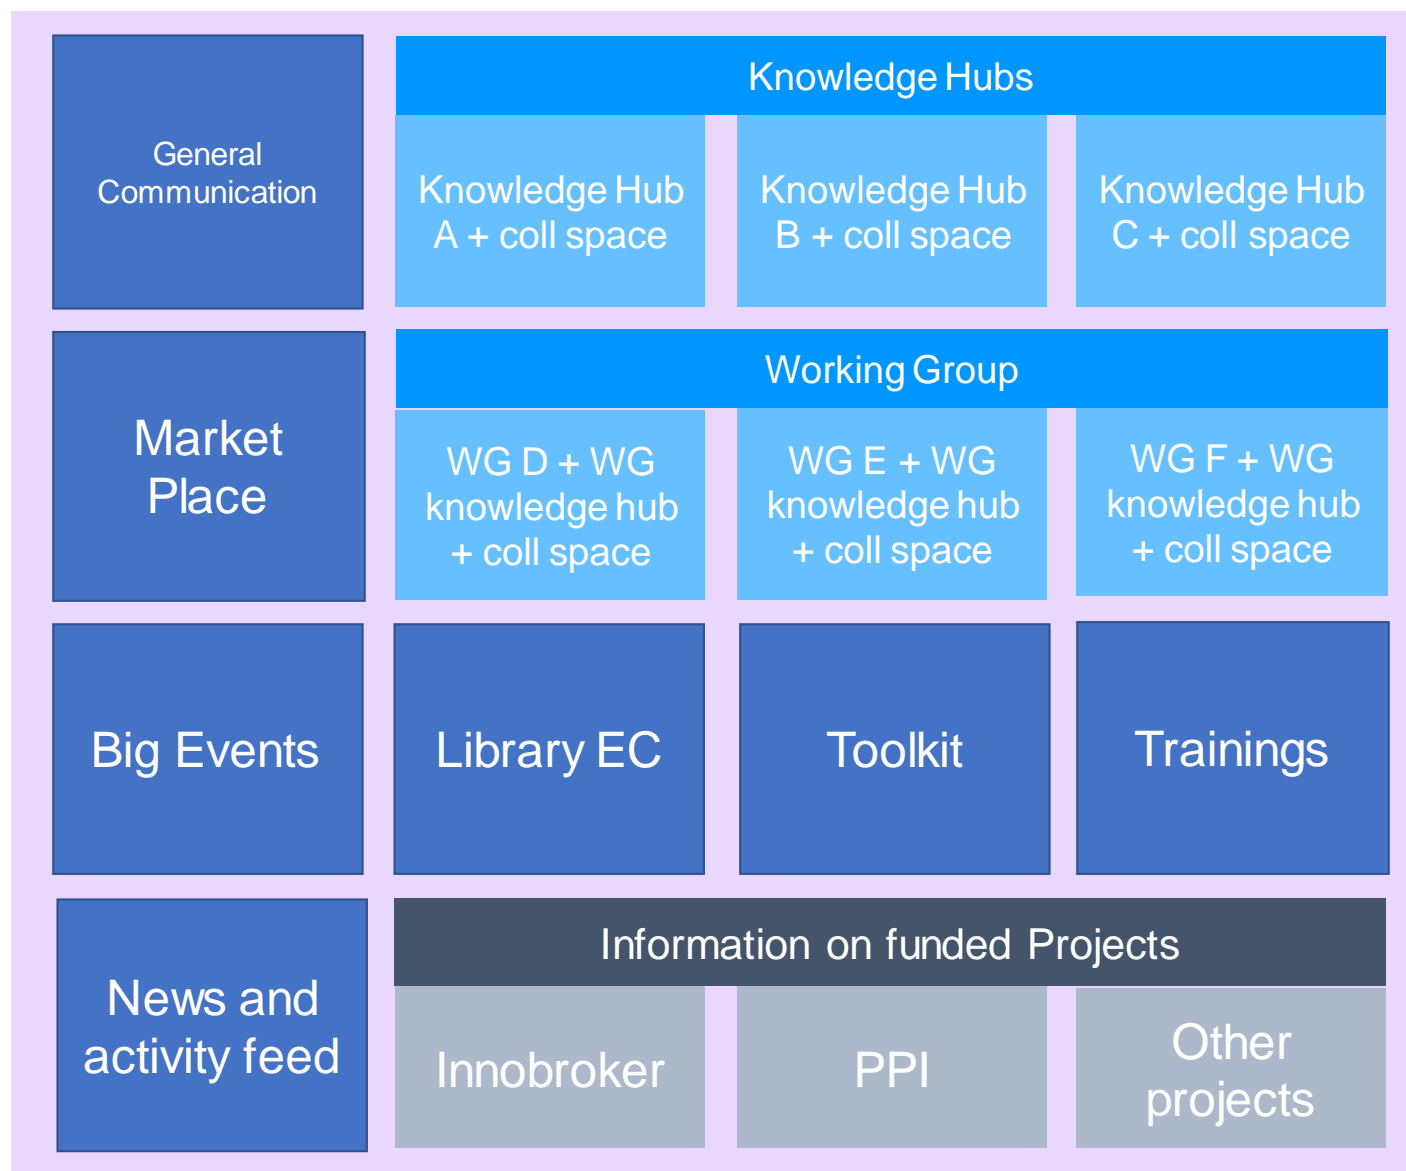 General
Communication
Knowledge Hubs
Knowledge Hub
A + coll space
Knowledge Hub
B + coll space
Knowledge Hub
C + coll space
Market
Place
Working Group
WG D + WG
knowledge hub
+ coll space
WG E + WG
knowledge hub
+ coll space
WG F + WG
knowledge hub
+ coll space
Big Events
Library EC
Toolkit
Trainings
News and
activity feed
Information on funded Projects
Innobroker
PPI
Other
projects